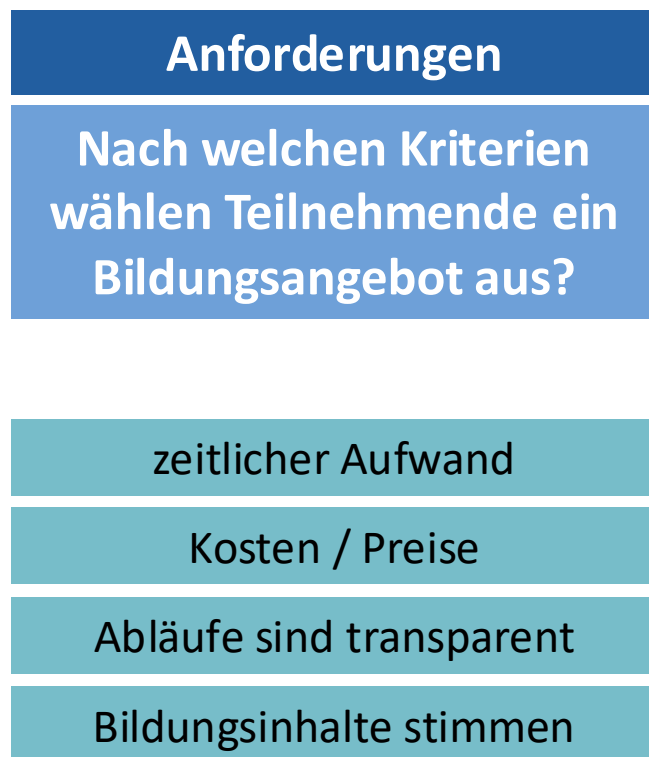 Anforderungen
Nach welchen Kriterien
wählen Teilnehmende ein
Bildungsangebot aus?
zeitlicher Aufwand
Kosten / Preise
Abläufe sind transparent
Bildungsinhalte stimmen